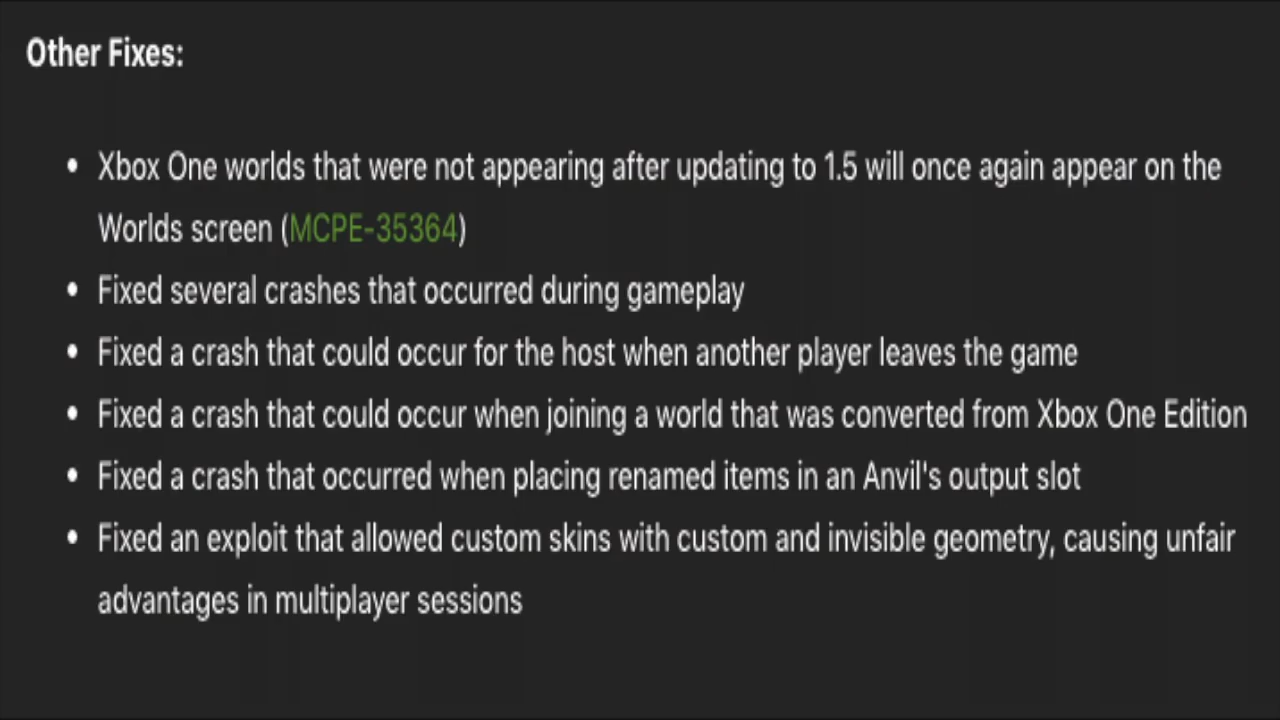 Other Fixes:
• Xbox One worlds that were not appearing after updating to 1.5 will once again appear on the
Worlds screen (MCPE-35364)
• Fixed several crashes that occurred during gameplay
• Fixed a crash that could occur for the host when another player leaves the game
• Fixed a crash that could occur when joining a world that was converted from Xbox One Edition
• Fixed a crash that occurred when placing renamed items in an Anvil's output slot
• Fixed an exploit that allowed custom skins with custom and invisible geometry, causing unfair
advantages in multiplayer sessions